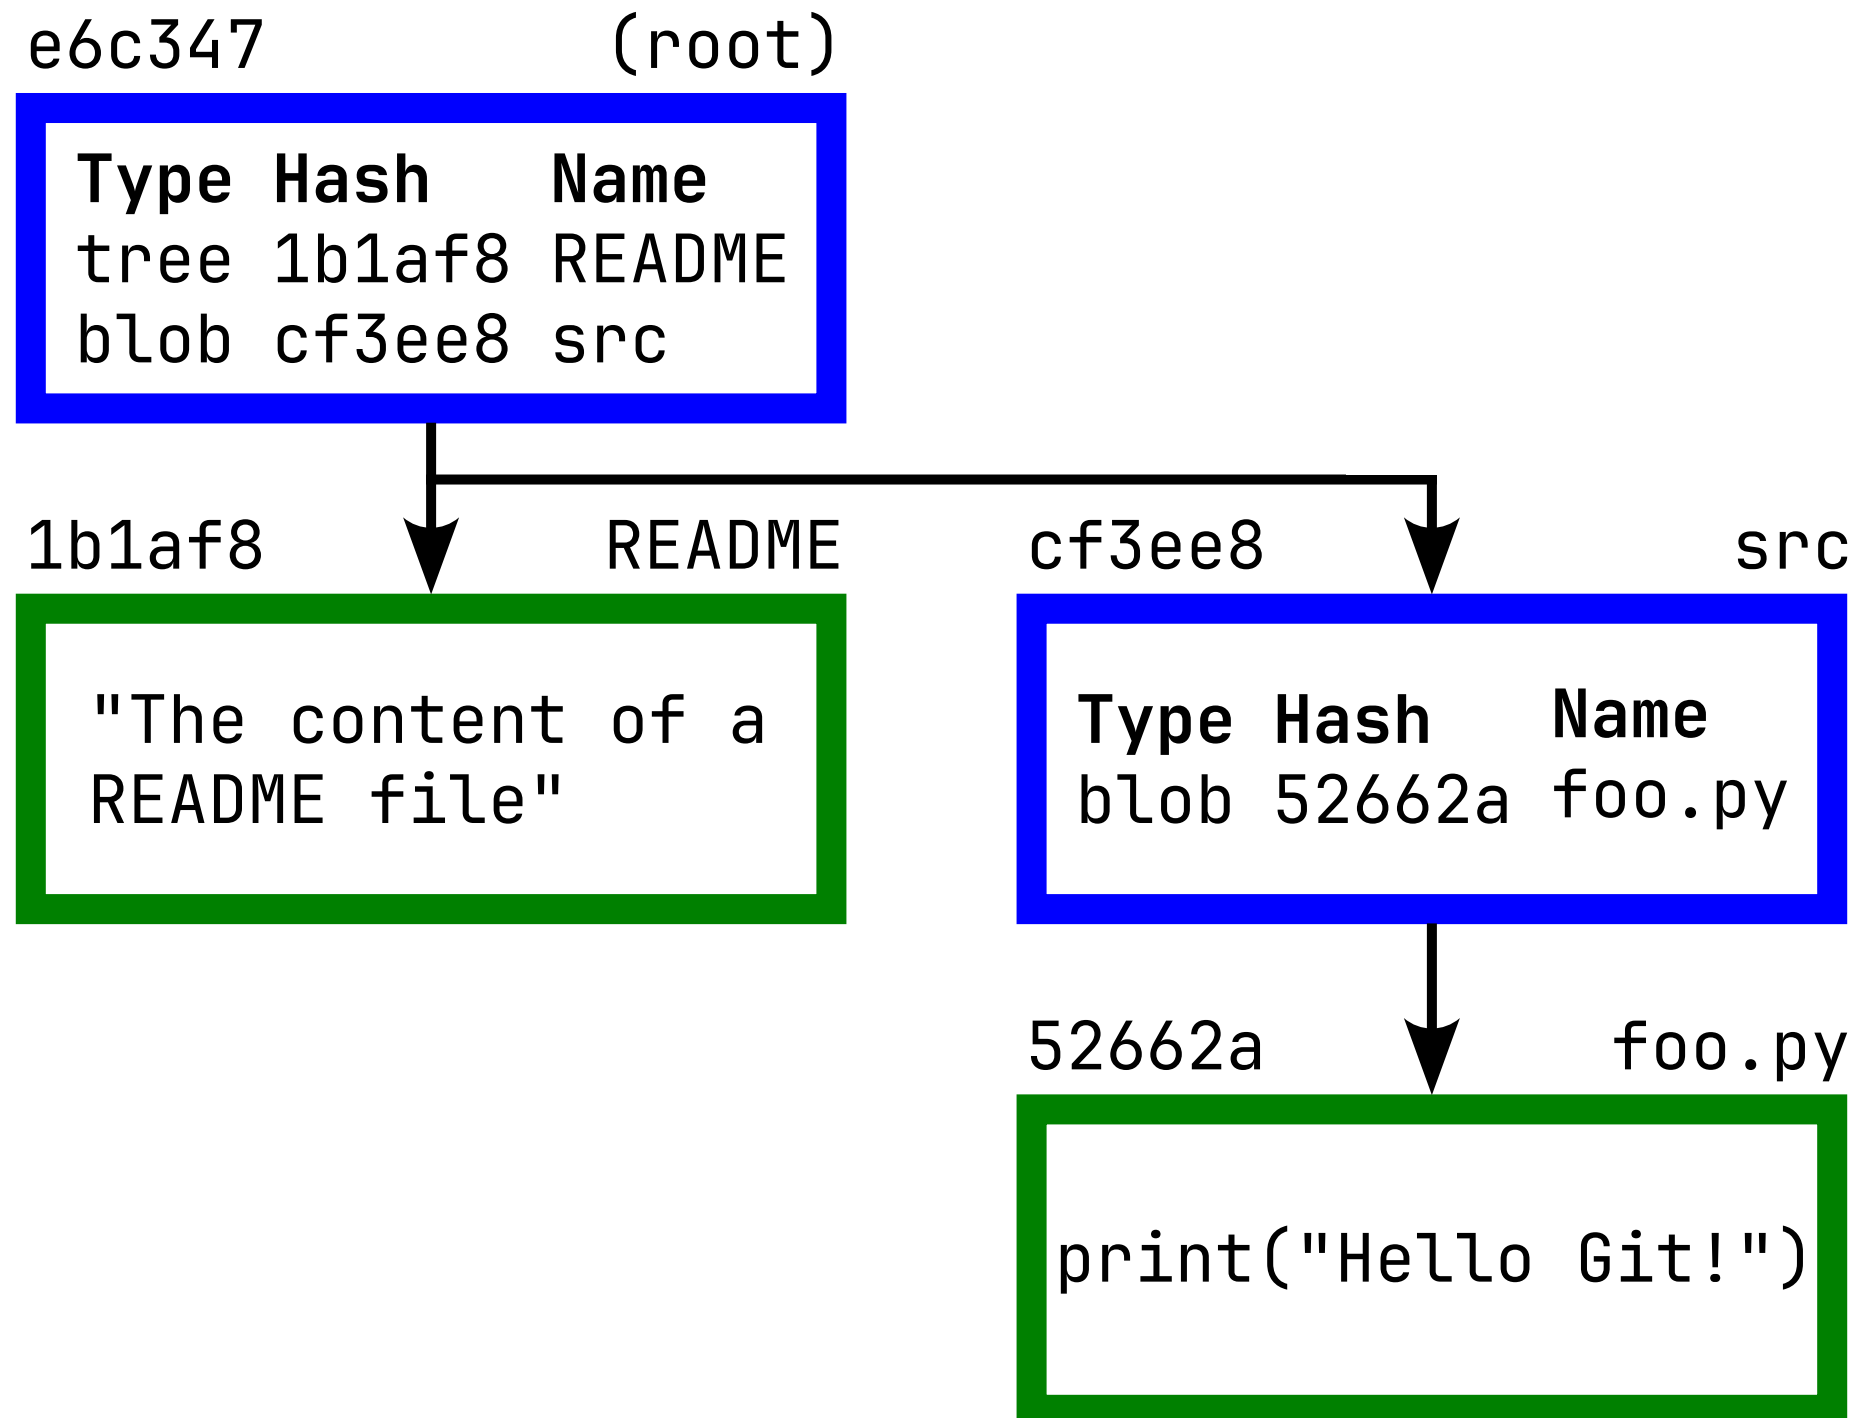 e6c347 (root)
Type Hash Name
tree 1b1af8 README
blob cf3ee8 src
1b1af8 README
"The content of a
README file"
cf3ee8 src
Type Hash Name
blob 52662a foo.py
52662a foo.py
print("Hello Git!")